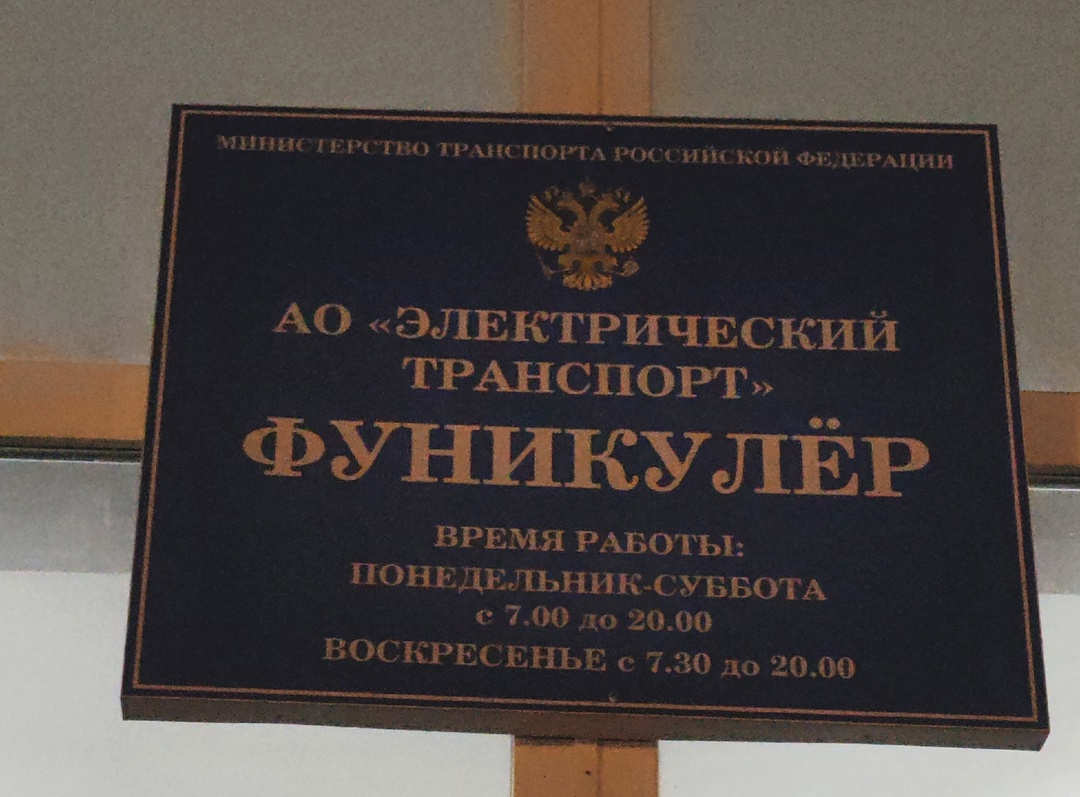 МИНИСТЕРСТВО ТРАНСПОРТА РОССИЙСКОЙ ФЕДЕРАЦИИ
АО «ЭЛЕКТРИЧЕСКИЙ
ТРАНСПОРТ»
ФУНИКУЛЁР
ВРЕМЯ РАБОТЫ:
ПОНЕДЕЛЬНИК-СУББОТА
с 7.00 до 20.00
ВОСКРЕСЕНЬЕ с 7.30 до 20.00